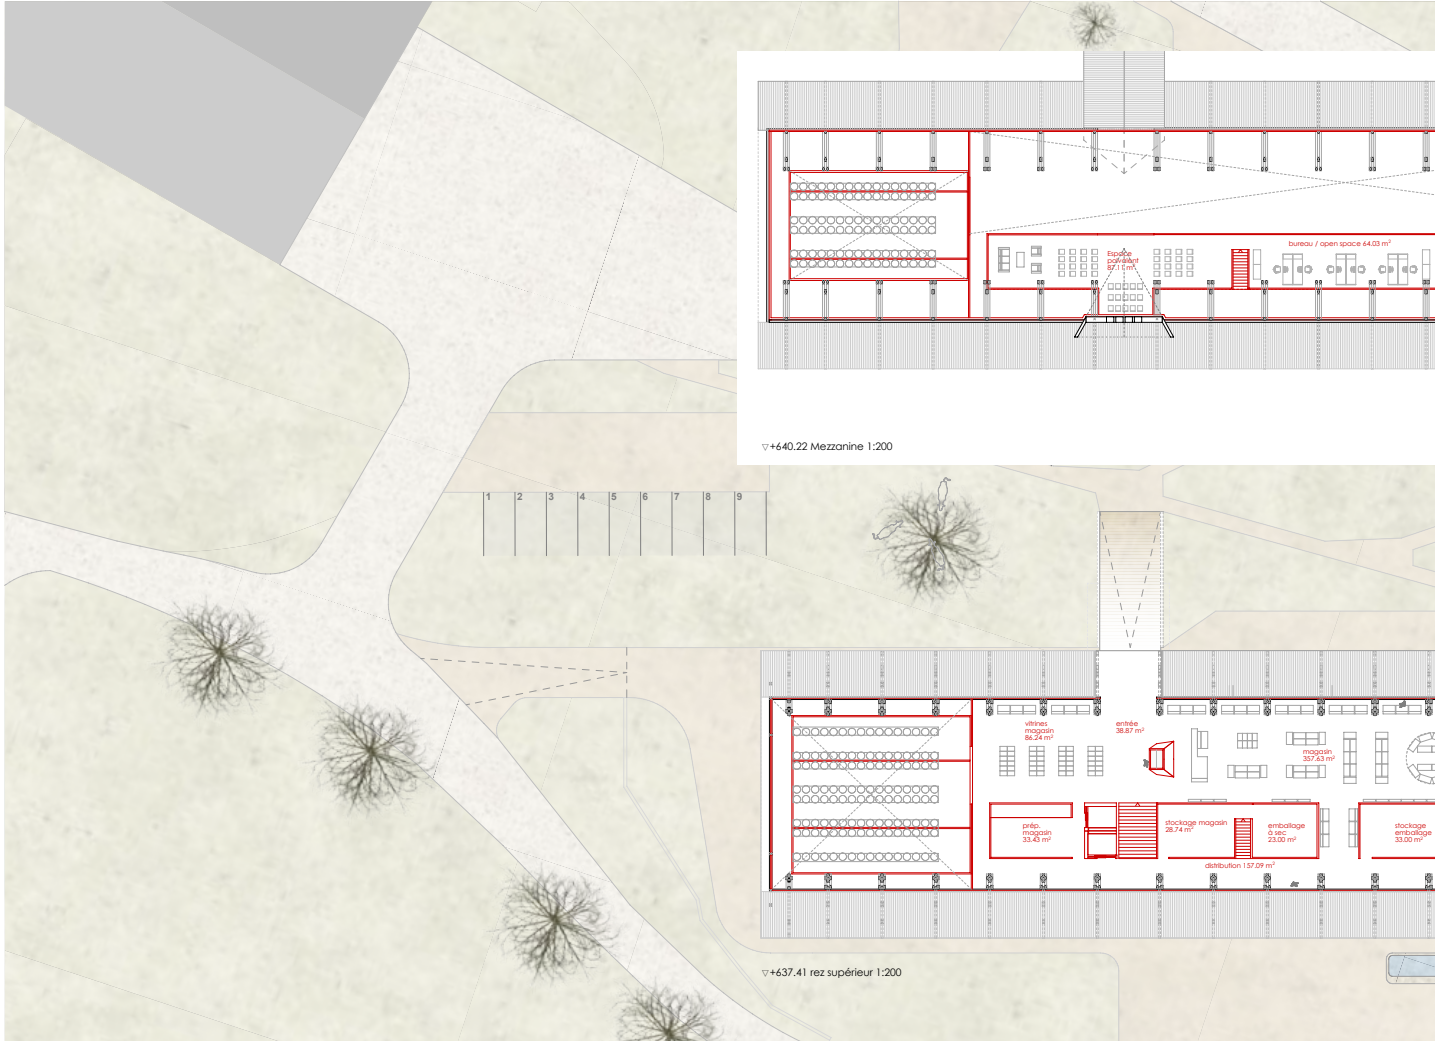 Espace
polyvalent
87.11 m²
bureau / open space 64.03 m²
▽+640.22 Mezzanine 1:200
1 2 3 4 5 6 7 8 9
vitrines
magasin
86.24 m²
entrée
38.87 m²
magasin
357.63 m²
prép.
magasin
33.43 m²
stockage magasin
28.74 m²
emballage
à sec
23.00 m²
stockage
emballage
33.00 m²
distribution 157.09 m²
▽+637.41 rez supérieur 1:200